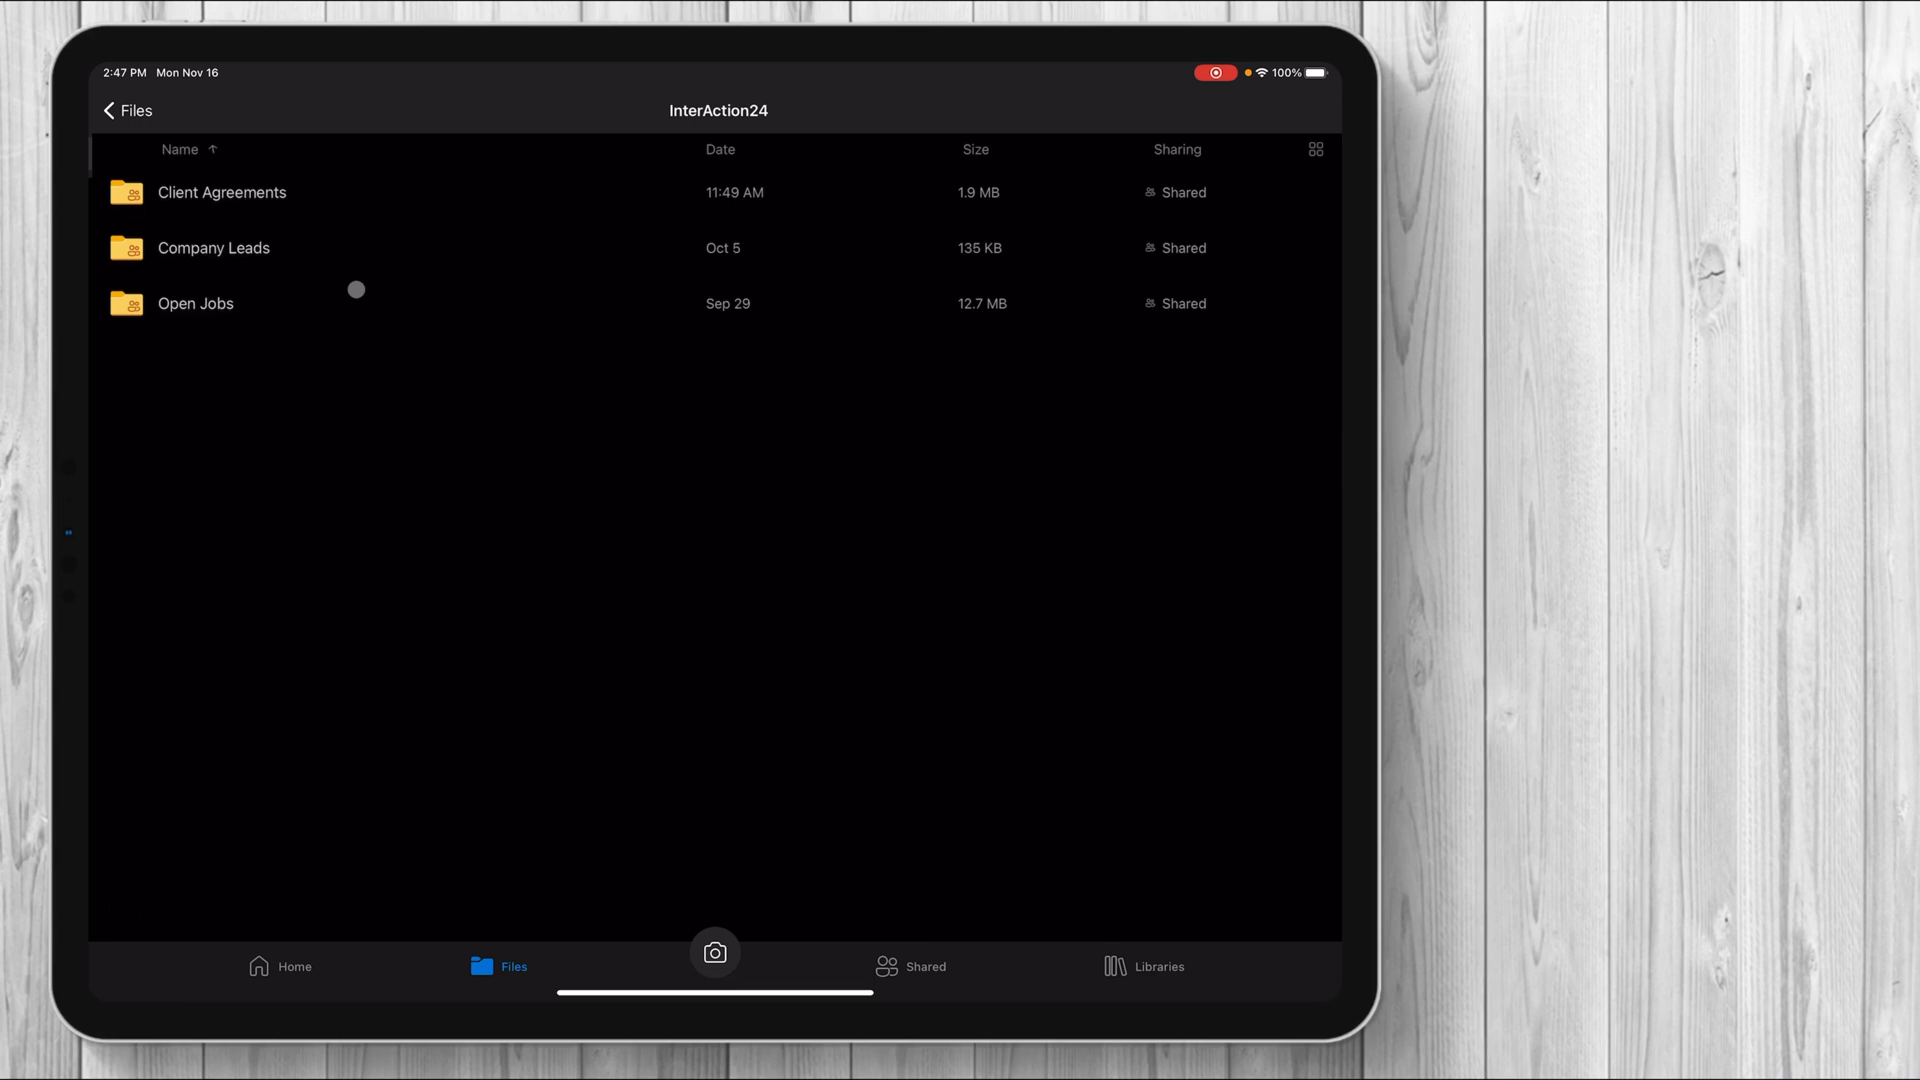 2:47 PM Mon Nov 16 100%
Files InterAction24
Name ↑ Date Size Sharing
Client Agreements 11:49 AM 1.9 MB Shared
Company Leads Oct 5 135 KB Shared
Open Jobs Sep 29 12.7 MB Shared
Home Files Shared Libraries